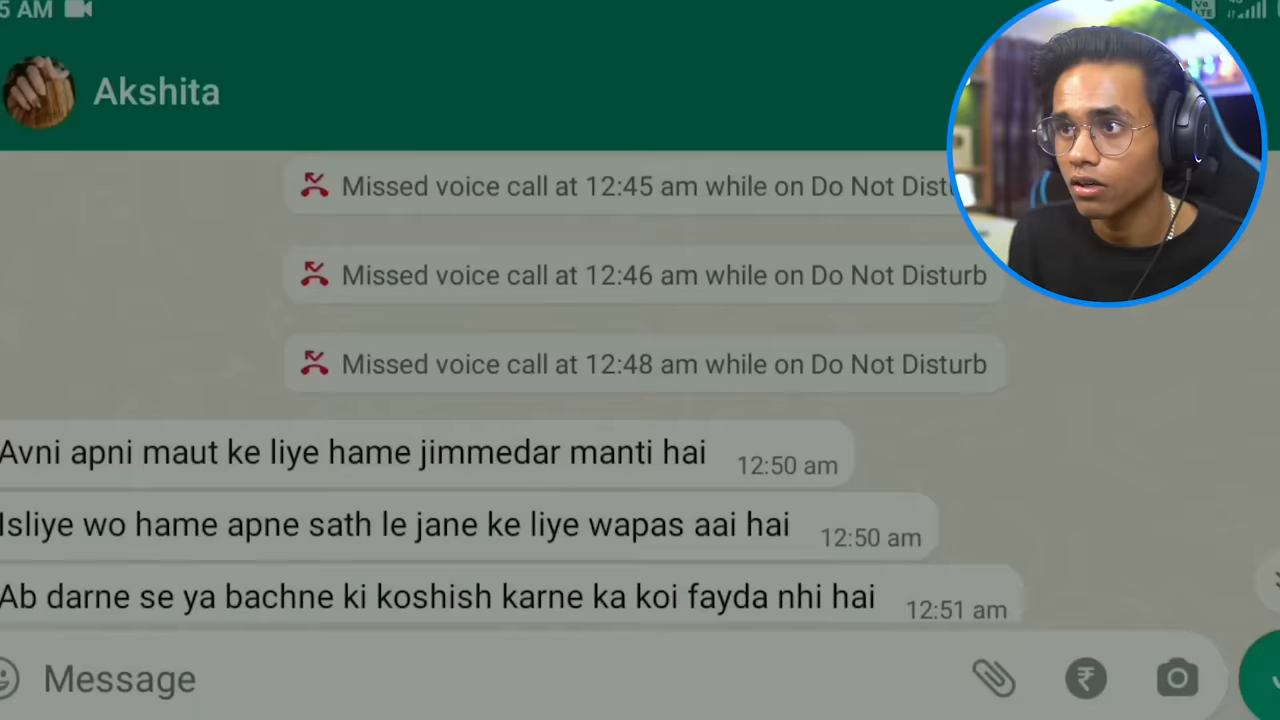 5 AM
Akshita
Missed voice call at 12:45 am while on Do Not
Missed voice call at 12:46 am while on Do Not Disturb
Missed voice call at 12:48 am while on Do Not Disturb
Avni apni maut ke liye hame jimmedar manti hai 12:50 am
Isliye wo hame apne sath le jane ke liye wapas aai hai 12:50 am
Ab darne se ya bachne ki koshish karne ka koi fayda nhi hai 12:51 am
Message